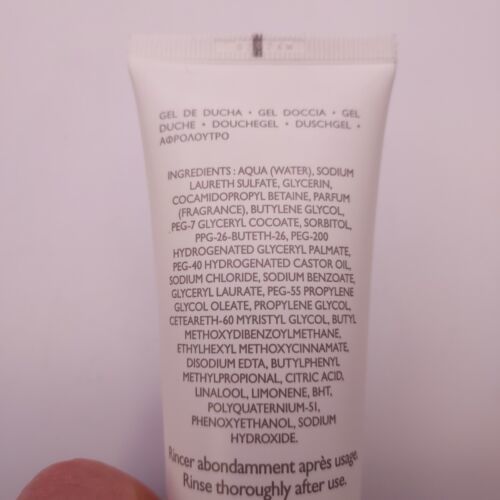 GEL DE DUCHA • GEL DOCCIA • GEL
DUCHE • DOUCHEGEL • DUSCHGEL •
ΑΦΡΟΛΟΥΤΡΟ
INGREDIENTS : AQUA (WATER), SODIUM
LAURETH SULFATE, GLYCERIN,
COCAMIDOPROPYL BETAINE, PARFUM
(FRAGRANCE), BUTYLENE GLYCOL,
PEG-7 GLYCERYL COCOATE, SORBITOL,
PPG-26-BUTETH-26, PEG-200
HYDROGENATED GLYCERYL PALMATE,
PEG-40 HYDROGENATED CASTOR OIL,
SODIUM CHLORIDE, SODIUM BENZOATE,
GLYCERYL LAURATE, PEG-55 PROPYLENE
GLYCOL OLEATE, PROPYLENE GLYCOL,
CETEARETH-60 MYRISTYL GLYCOL, BUTYL
METHOXYDIBENZOYLMETHANE,
ETHYLHEXYL METHOXYCINNAMATE,
DISODIUM EDTA, BUTYLPHENYL
METHYLPROPIONAL, CITRIC ACID,
LINALOOL, LIMONENE, BHT,
POLYQUATERNIUM-51,
PHENOXYETHANOL, SODIUM
HYDROXIDE.
Rincer abondamment après usage.
Rinse thoroughly after use.